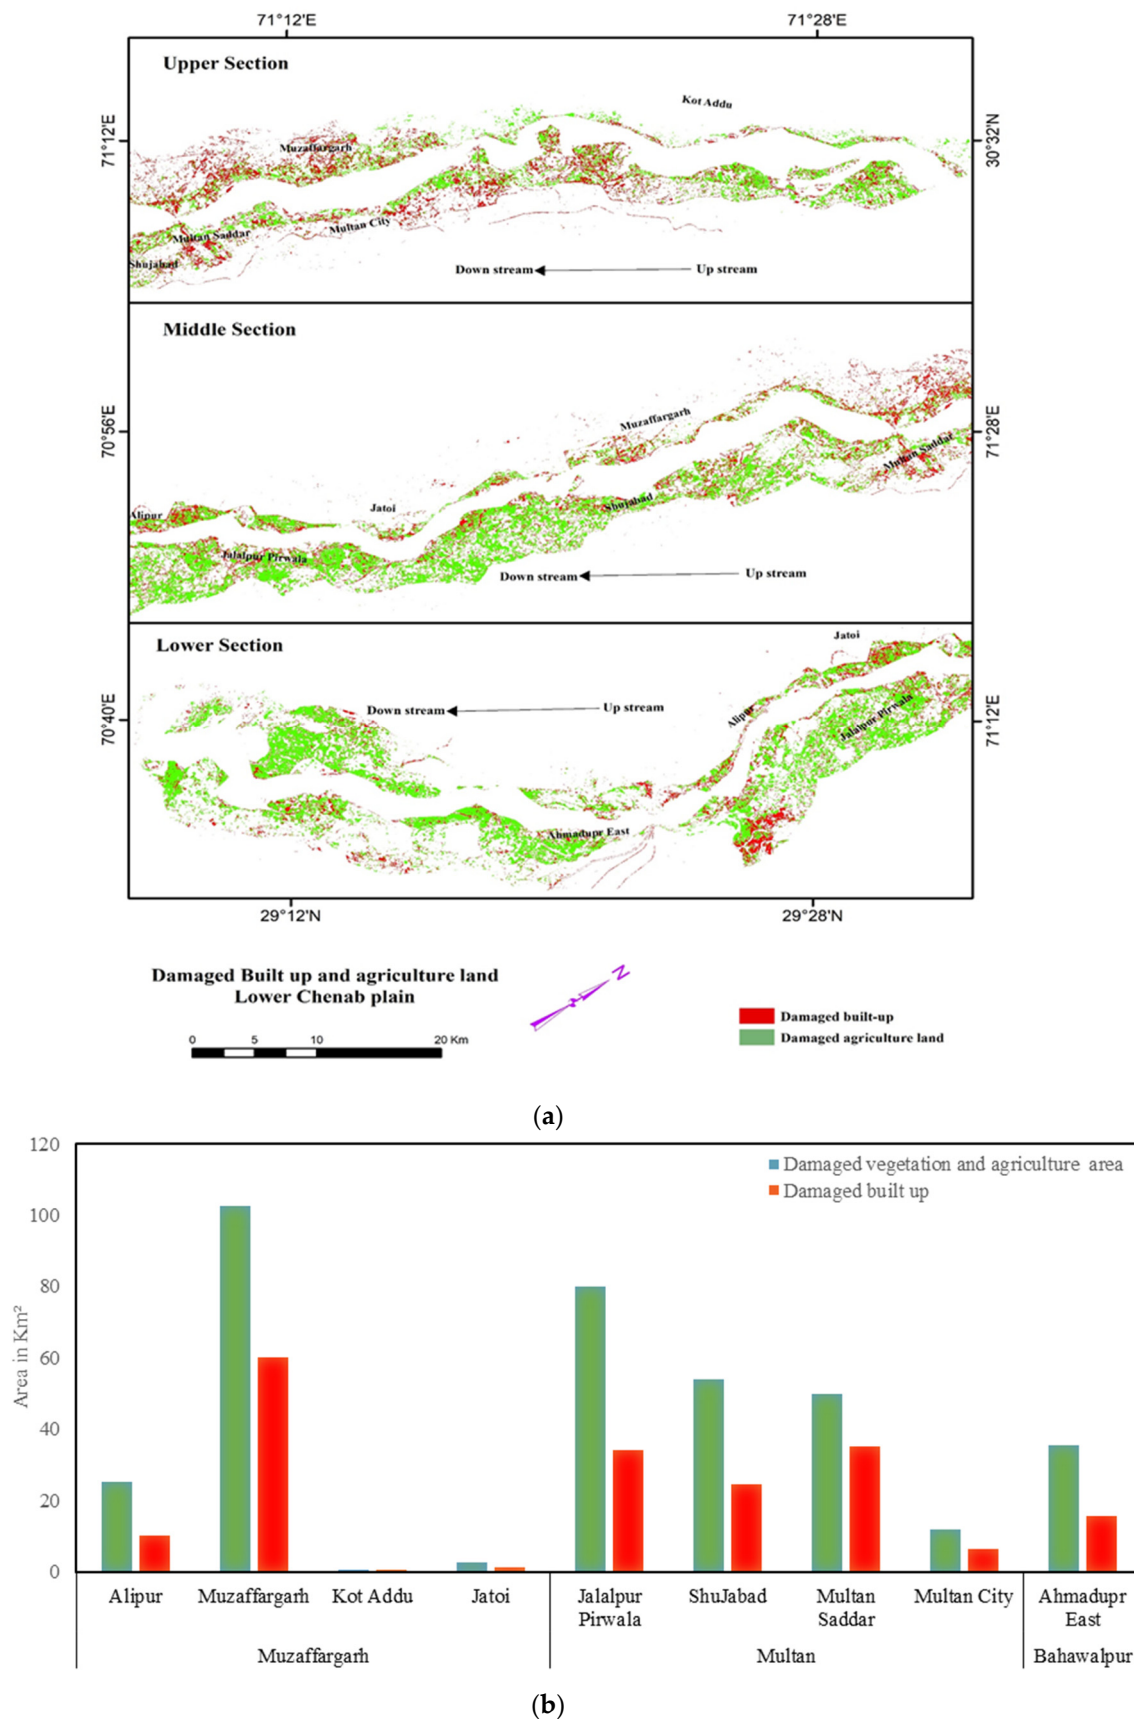 71°12'E
71°28'E
Upper Section
Kot Addu
71°12'E
30°32'N
Muzaffargarh
Multan City
Multan Saddar
Shujabad
Down stream
Up stream
Middle Section
Muzaffargarh
70°56'E
71°28'E
Multan Saddar
Shujabad
Jatoi
Alipur
Jalalpur Pirwala
Down stream
Up stream
Lower Section
Jatoi
Down stream
Up stream
Alipur
Jalalpur Pirwala
70°40'E
71°12'E
Ahmadupr East
29°12'N
29°28'N
Damaged Built up and agriculture land
Lower Chenab plain
N
0 5 10 20 Km
Damaged built-up
Damaged agriculture land
(a)
120
Damaged vegetation and agriculture area
Damaged built up
100
80
60
40
20
0
Area in Km²
Alipur Muzaffargarh Kot Addu Jatoi Jalalpur ShuJabad Multan Multan City Ahmadupr
Pirwala Saddar East
Muzaffargarh Multan Bahawalpur
(b)